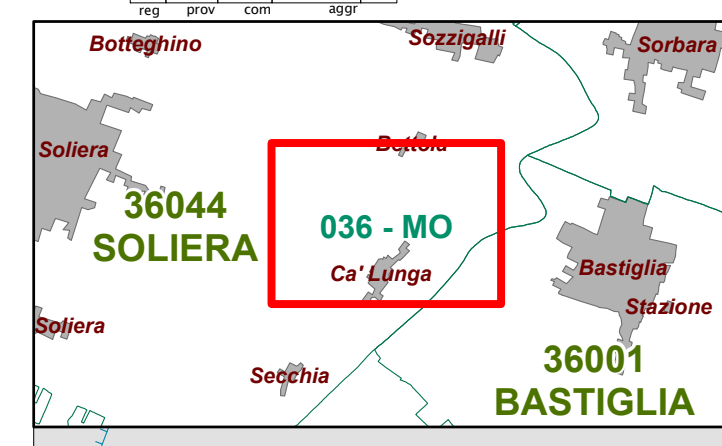 reg prov com aggr
Botteghino
Sozzigalli
Sorbara
Soliera
Bettola
36044
SOLIERA
036 - MO
Ca' Lunga
Bastiglia
Stazione
Soliera
Secchia
36001
BASTIGLIA